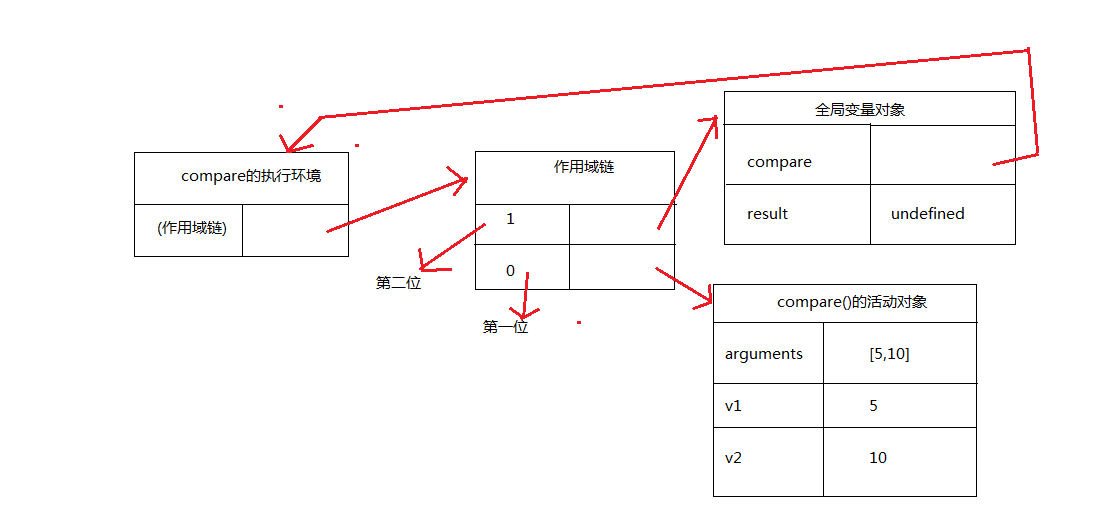 compare的执行环境
(作用域链)
作用域链
1
0
第二位
第一位
全局变量对象
compare
result undefined
compare()的活动对象
arguments [5,10]
v1 5
v2 10